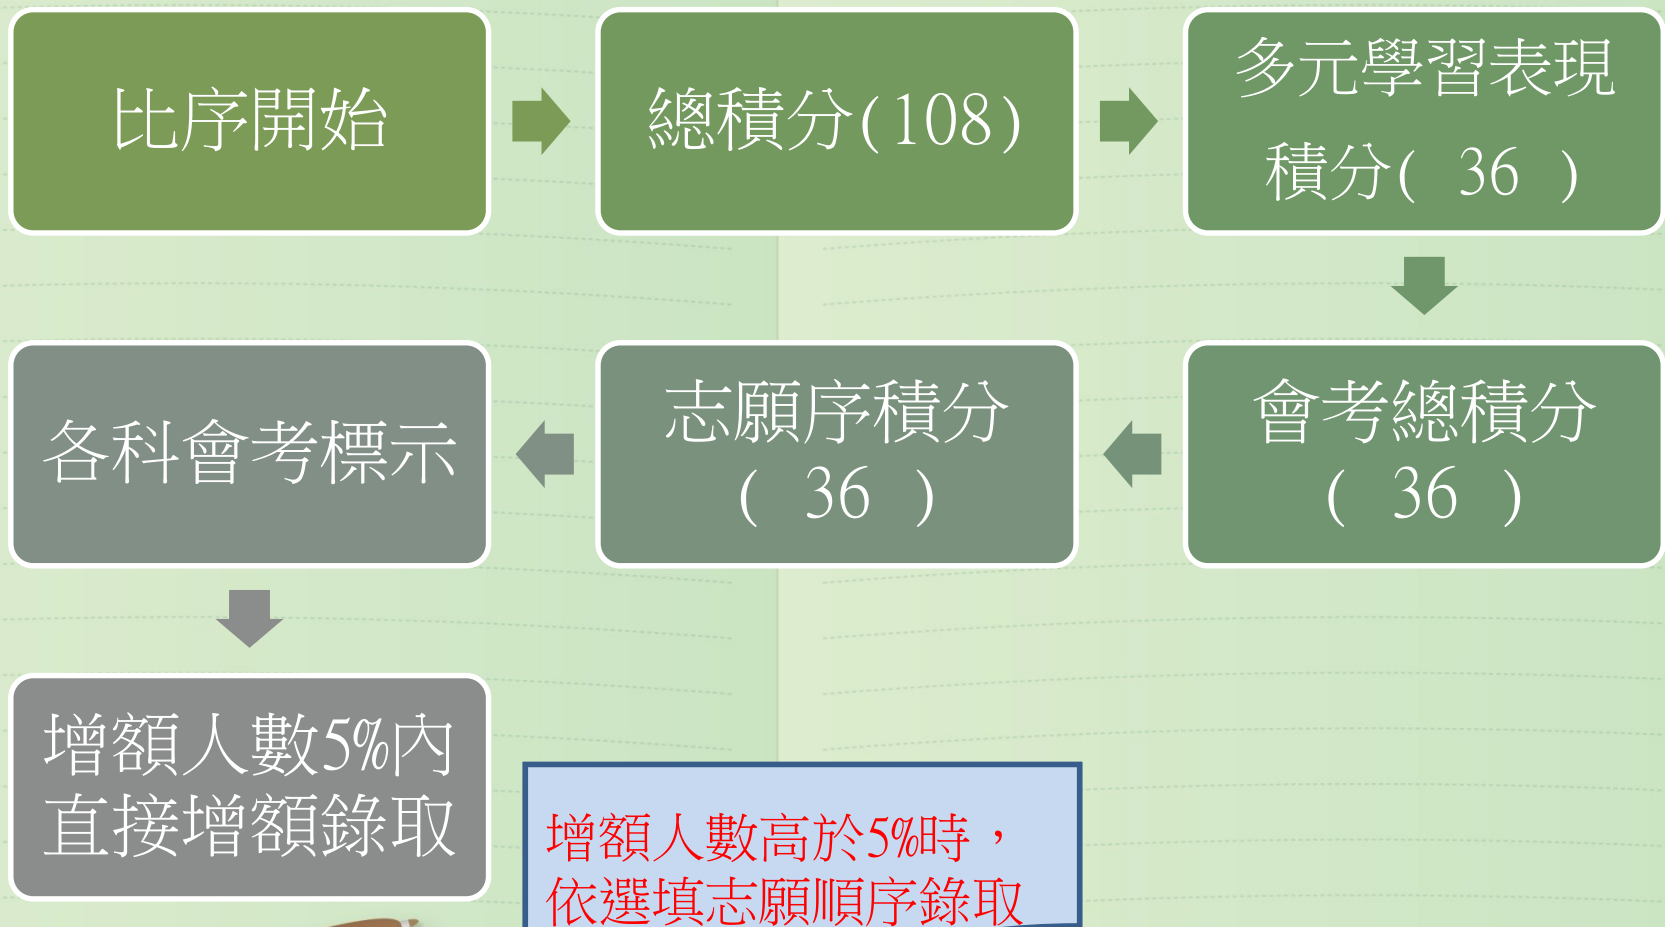 比序開始
總積分(108)
多元學習表現
積分( 36 )
會考總積分
( 36 )
志願序積分
( 36 )
各科會考標示
增額人數5%內
直接增額錄取
增額人數高於5%時，
依選填志願順序錄取